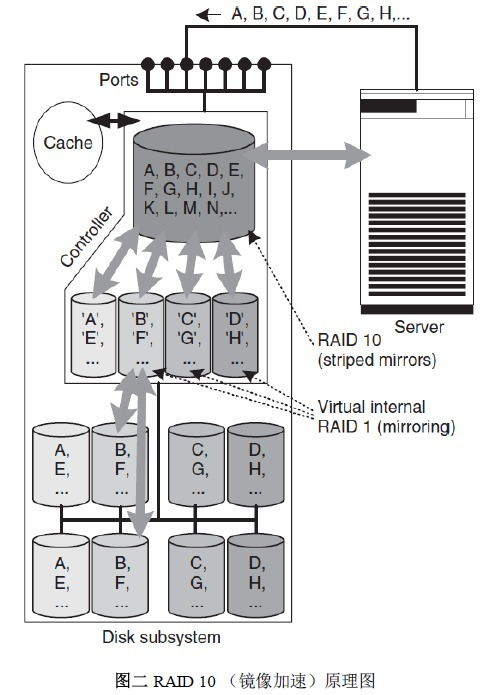 A, B, C, D, E, F, G, H,...
Ports
Cache
A, B, C, D, E,
F, G, H, I, J,
K, L, M, N,...
Controller
'A',
'E',
...
'B',
'F',
...
'C',
'G',
...
'D',
'H',
...
Server
RAID 10
(striped mirrors)
Virtual internal
RAID 1 (mirroring)
A,
E,
...
B,
F,
...
C,
G,
...
D,
H,
...
A,
E,
...
B,
F,
...
C,
G,
...
D,
H,
...
Disk subsystem
图二 RAID 10 （镜像加速）原理图